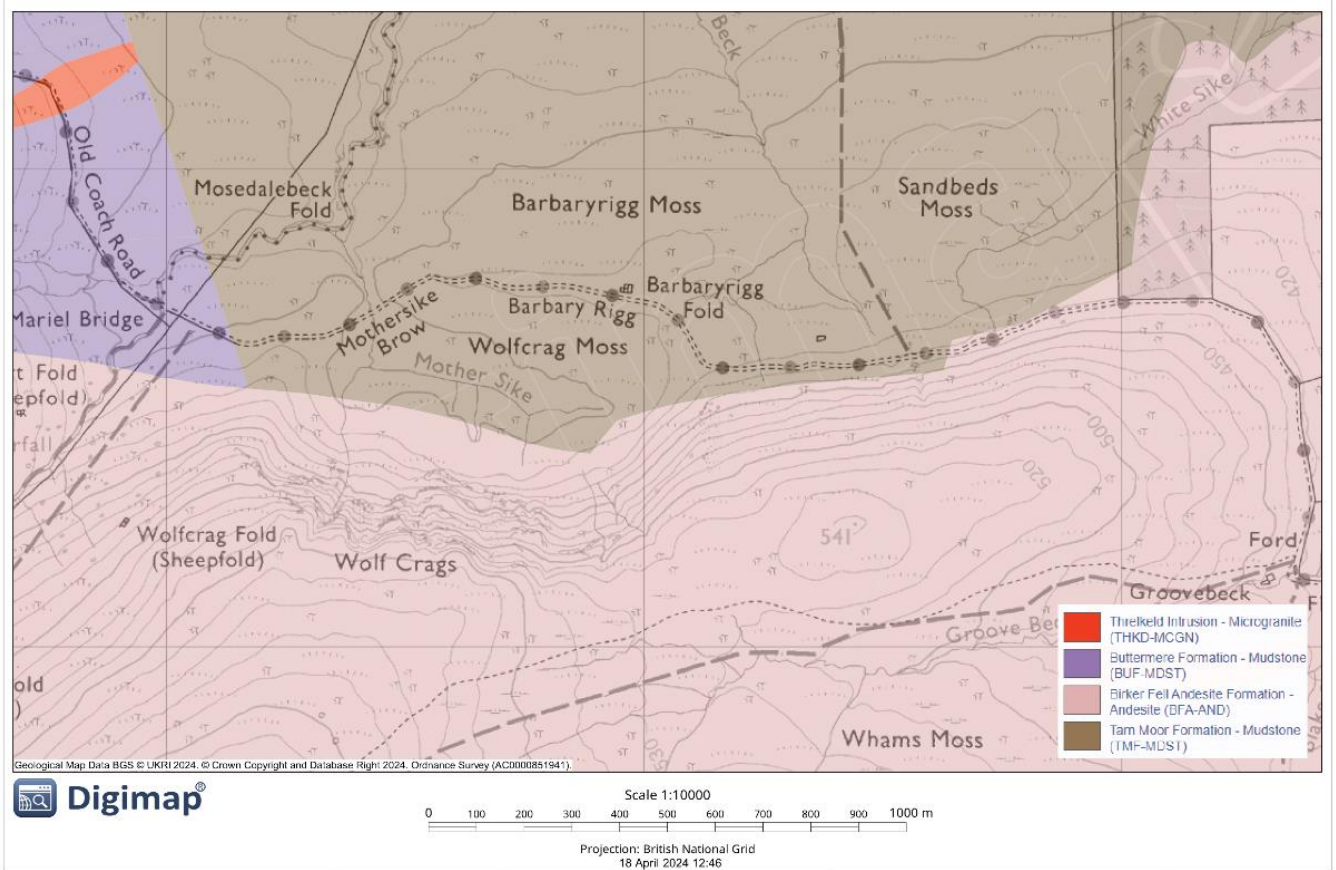 Beck
White Sike
Old Coach Road
Mosedalebeck
Fold
Barbaryrigg Moss
Sandbeds
Moss
420
Mariel Bridge
Mothersike
Brow
Barbary Rigg
Barbaryrigg
Fold
Wolfcrag Moss
Mother Sike
450
t Fold
epfold)
rfall
500
520
541
Wolfcrag Fold
(Sheepfold)
Wolf Crags
Ford
Groovebeck
F
Groove Bec
old
)
530
Whams Moss
Blake
Threlkeld Intrusion - Microgranite
(THKD-MCGN)
Buttermere Formation - Mudstone
(BUF-MDST)
Birker Fell Andesite Formation -
Andesite (BFA-AND)
Tarn Moor Formation - Mudstone
(TMF-MDST)
Geological Map Data BGS © UKRI 2024. © Crown Copyright and Database Right 2024. Ordnance Survey (AC0000851941).
Digimap®
Scale 1:10000
0 100 200 300 400 500 600 700 800 900 1000 m
Projection: British National Grid
18 April 2024 12:46